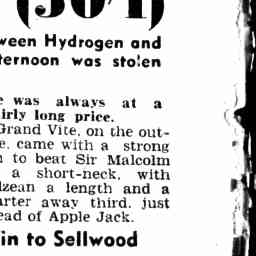 (50/1)
ween Hydrogen and
ternoon was stolen
e was always at a
irly long price.
Grand Vite, on the out-
e, came with a strong
n to beat Sir Malcolm
a short-neck, with
lzean a length and a
arter away third, just
ead of Apple Jack.
in to Sellwood